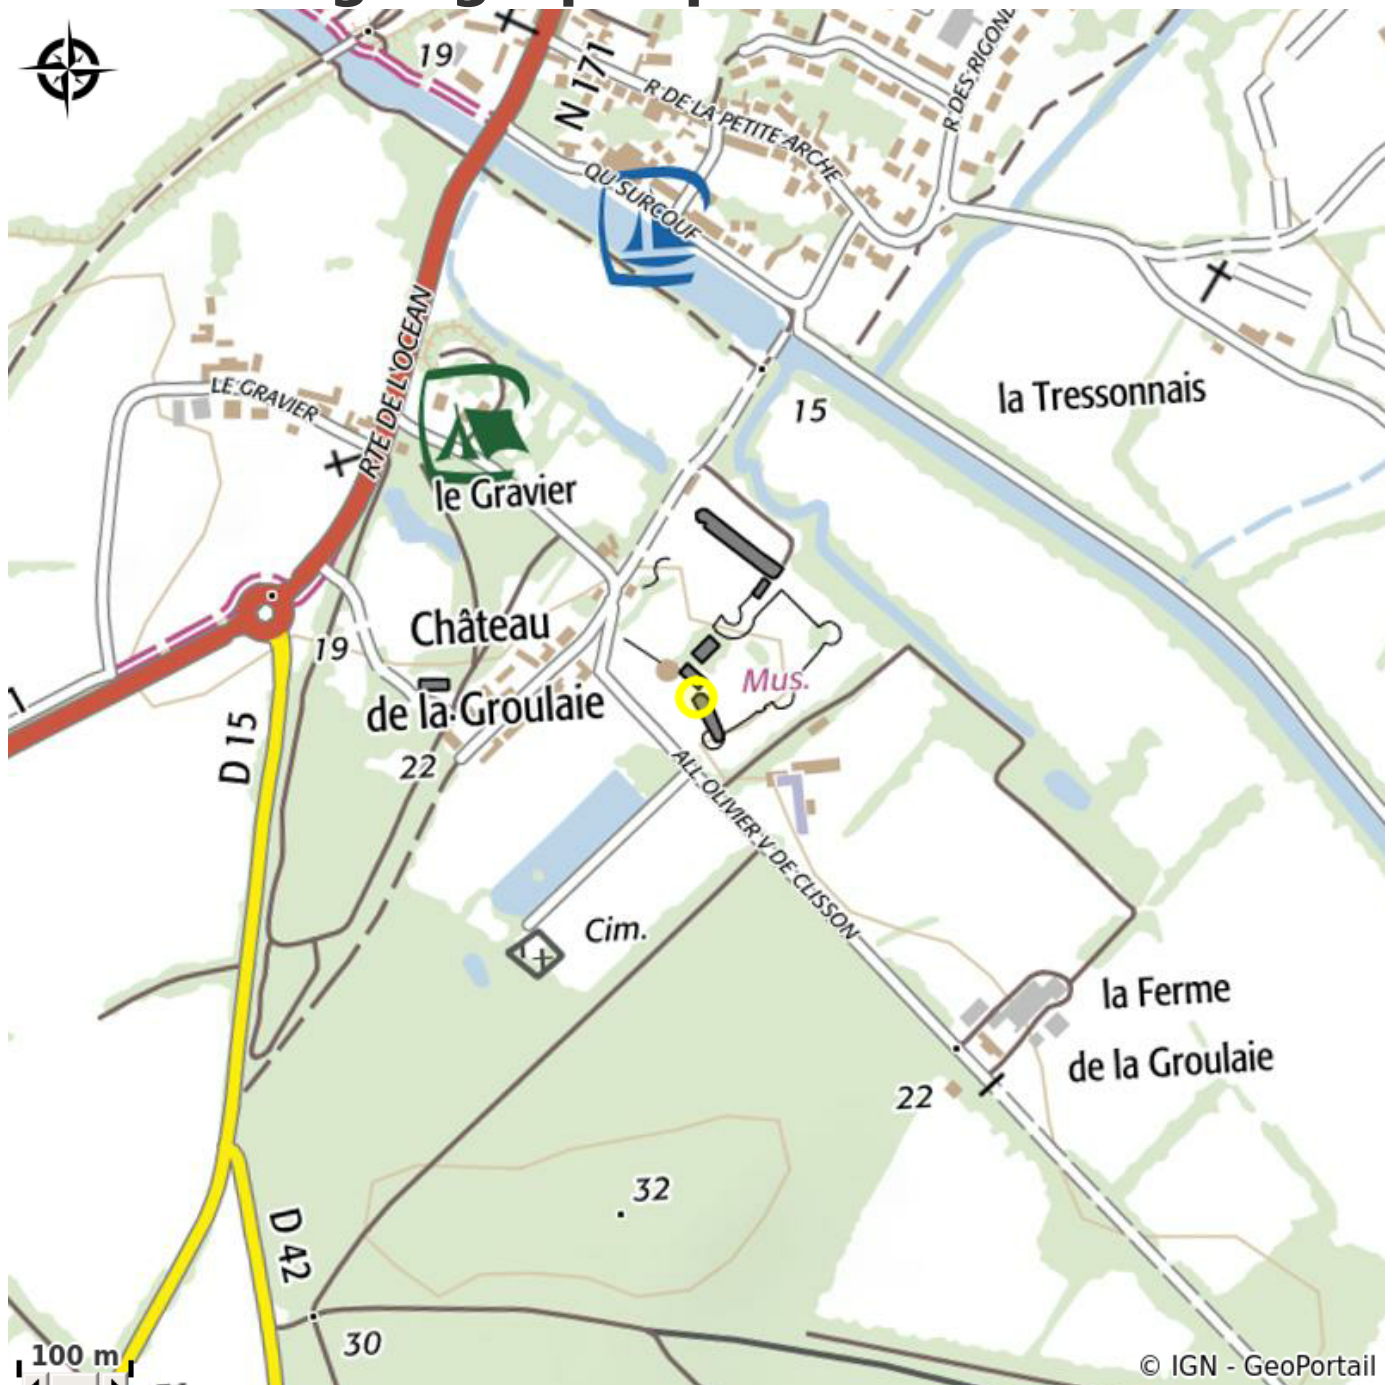 19
N 171
R DE LA PETITE ARCHE
R DES RIGOND
QU SURCOUF
RTE DE L'OCEAN
LE GRAVIER
la Tressonnais
15
le Gravier
Château
de la Groulaie
19
Mus.
D 15
22
ALL OLIVIER V DE CLISSON
Cim.
la Ferme
de la Groulaie
22
32
D 42
30
100 m
© IGN - GeoPortail